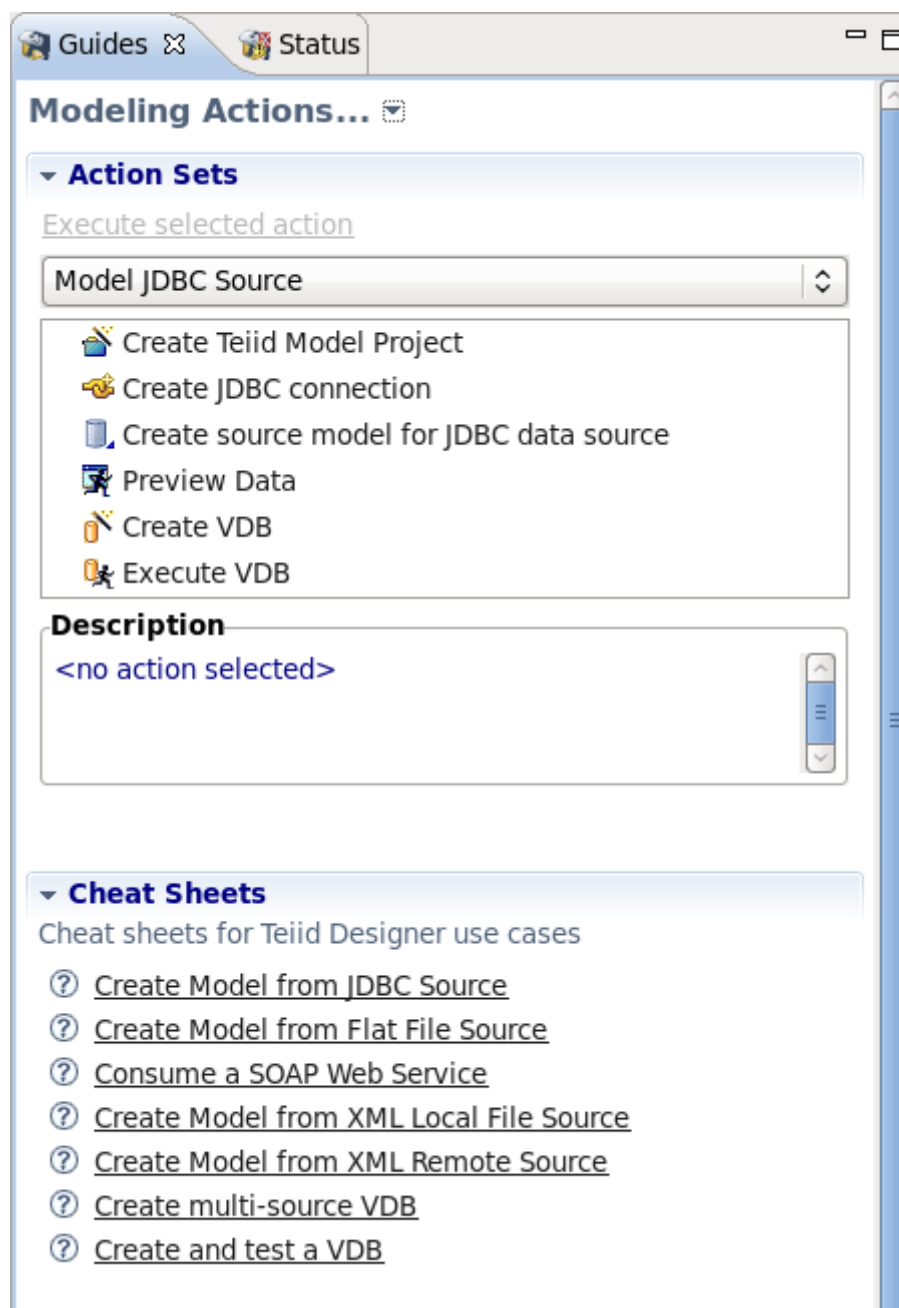 Guides Status
Modeling Actions...
Action Sets
Execute selected action
Model JDBC Source
Create Teiid Model Project
Create JDBC connection
Create source model for JDBC data source
Preview Data
Create VDB
Execute VDB
Description
<no action selected>
Cheat Sheets
Cheat sheets for Teiid Designer use cases
Create Model from JDBC Source
Create Model from Flat File Source
Consume a SOAP Web Service
Create Model from XML Local File Source
Create Model from XML Remote Source
Create multi-source VDB
Create and test a VDB